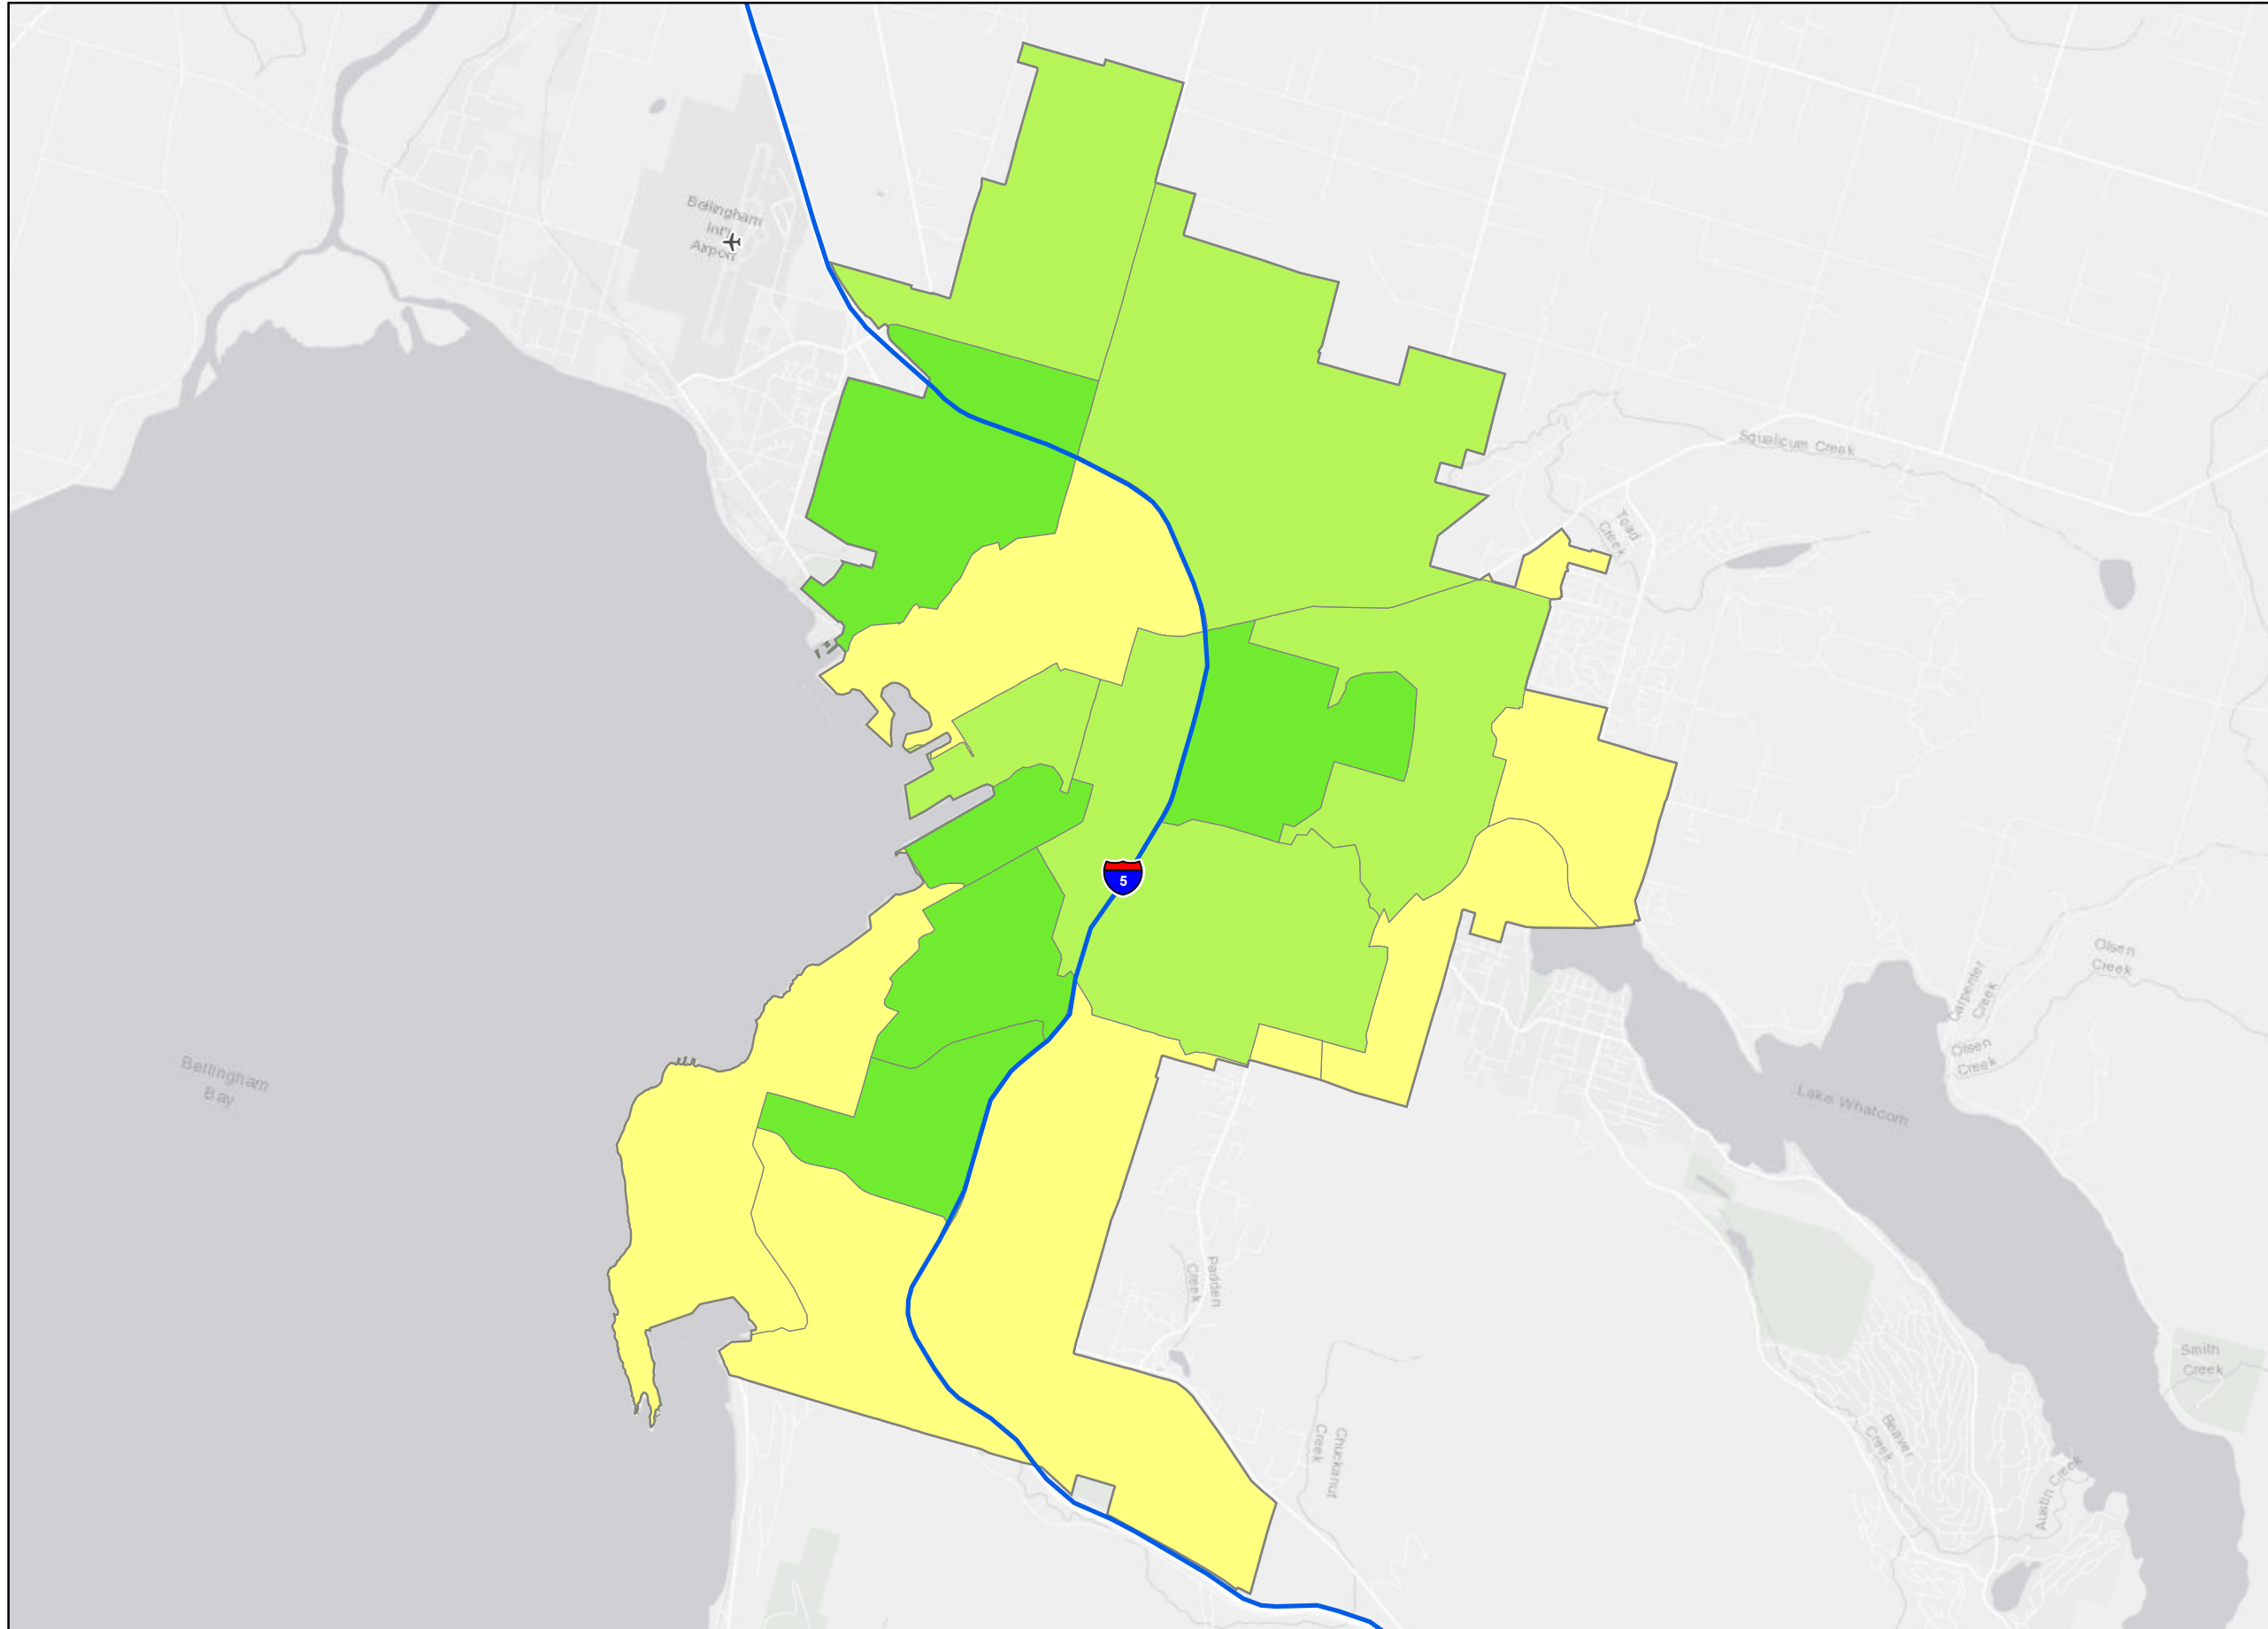 Bellingham
Int'l
Airport
Squalicum Creek
Toad
Creek
5
Olsen
Creek
Carpenter
Creek
Olsen
Creek
Bellingham
Bay
Lake Whatcom
Padden
Creek
Smith
Creek
Chuckanut
Creek
Beaver
Creek
Austin Creek